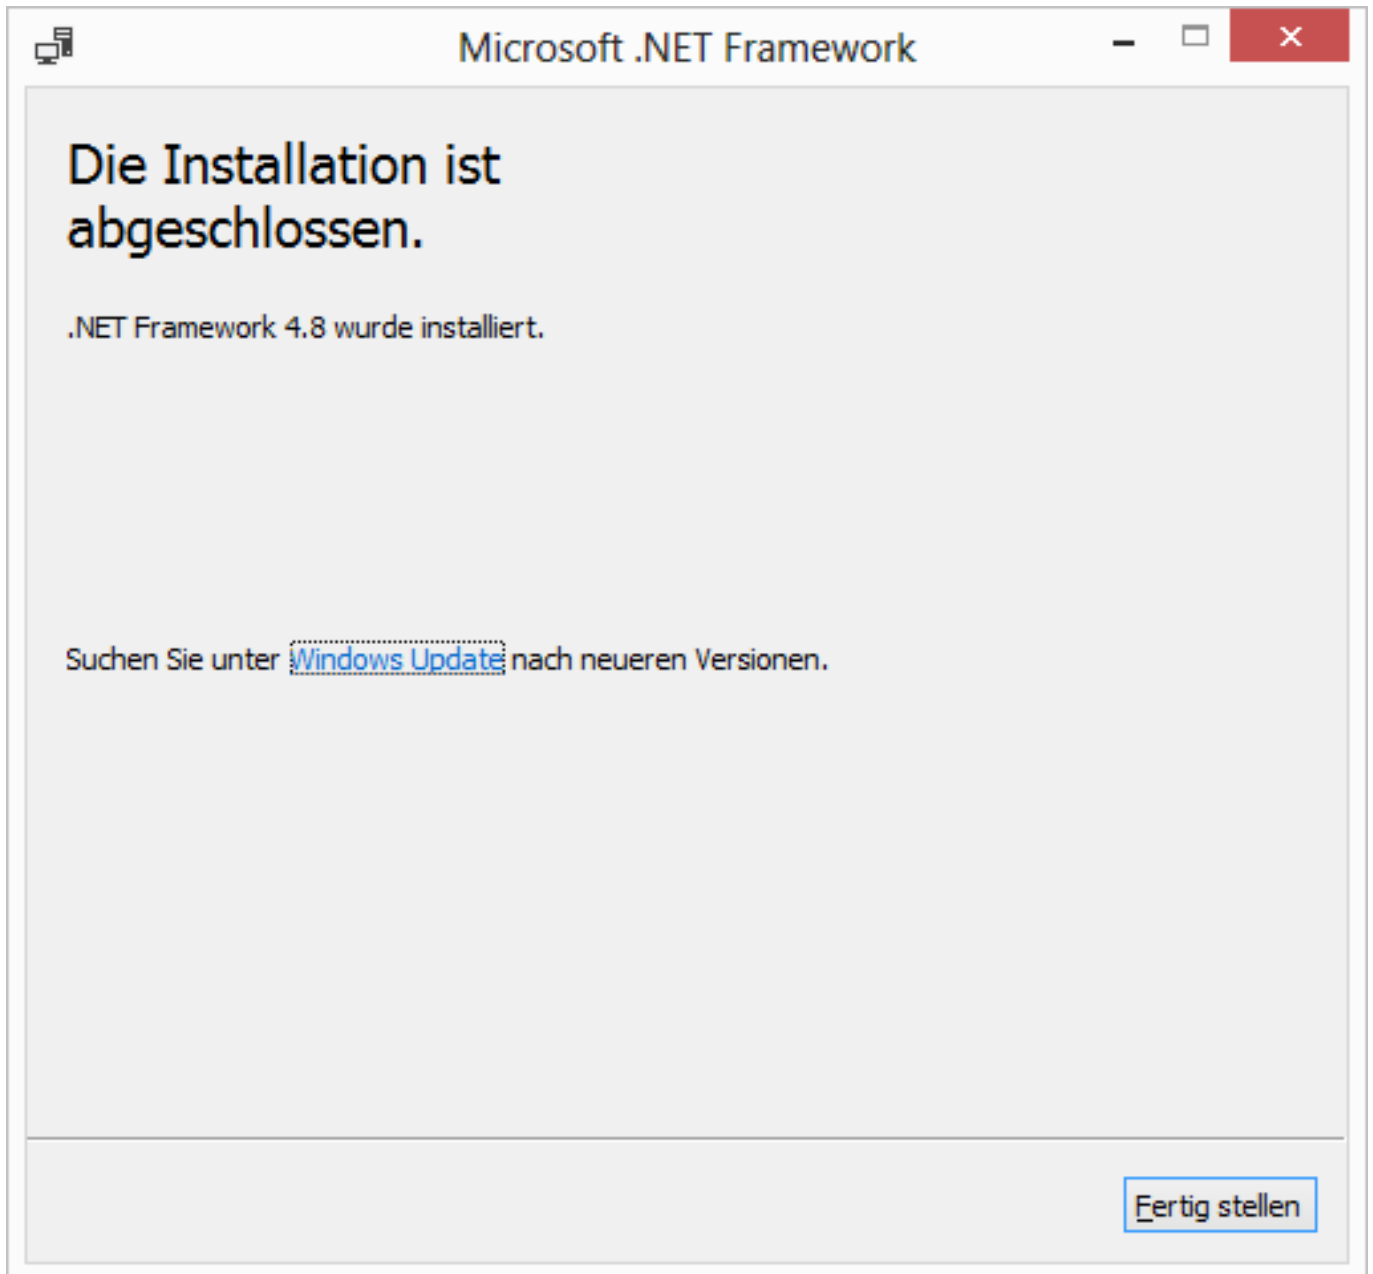 Microsoft .NET Framework
Die Installation ist
abgeschlossen.
.NET Framework 4.8 wurde installiert.
Suchen Sie unter Windows Update nach neueren Versionen.
Fertig stellen